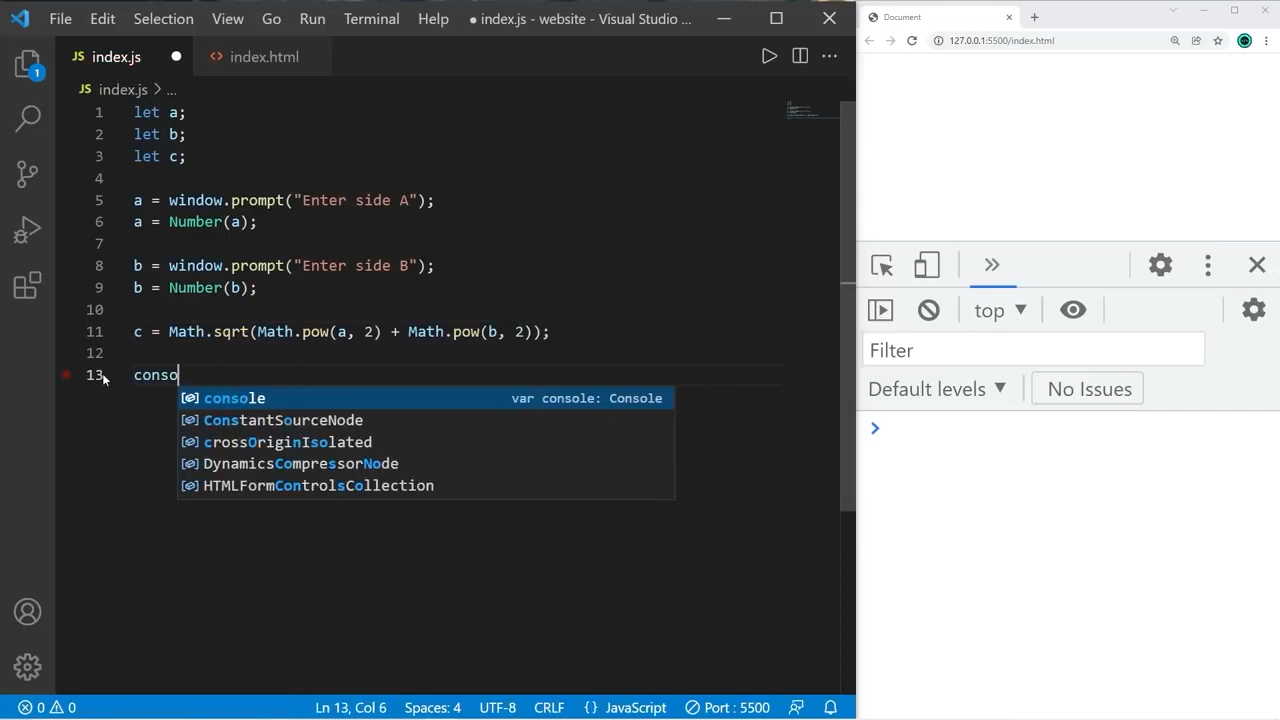 File Edit Selection View Go Run Terminal Help ● index.js - website - Visual Studio ...
JS index.js ● <> index.html
JS index.js > ...
1 let a;
2 let b;
3 let c;
4
5 a = window.prompt("Enter side A");
6 a = Number(a);
7
8 b = window.prompt("Enter side B");
9 b = Number(b);
10
11 c = Math.sqrt(Math.pow(a, 2) + Math.pow(b, 2));
12
13 conso
console var console: Console
ConstantSourceNode
crossOriginIsolated
DynamicsCompressorNode
HTMLFormControlsCollection
1
0 0 Ln 13, Col 6 Spaces: 4 UTF-8 CRLF {} JavaScript Port : 5500
Document
127.0.0.1:5500/index.html
top
Filter
Default levels No Issues